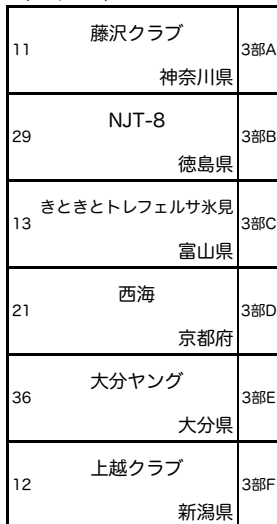 11 藤沢クラブ 3部A
神奈川県
29 NJT-8 3部B
徳島県
13 きときとトレフェルサ氷見 3部C
富山県
21 西海 3部D
京都府
36 大分ヤング 3部E
大分県
12 上越クラブ 3部F
新潟県